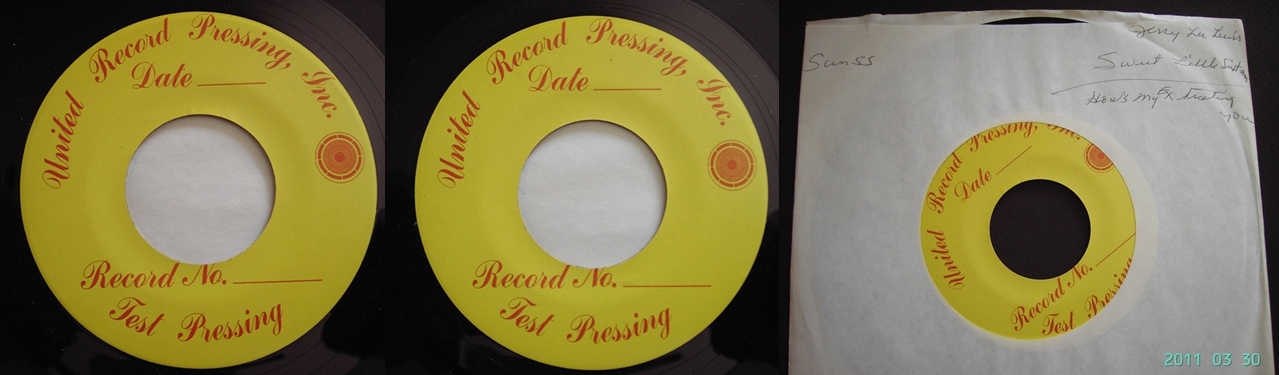 United Record Pressing, Inc.
Date
Record No.
Test Pressing
United Record Pressing, Inc.
Date
Record No.
Test Pressing
Jerry Lee Lewis
Sun 55
Sweet Little Sixteen
How's My Ex Treating
You
United Record Pressing, Inc.
Date
Record No.
Test Pressing
2011 03 30